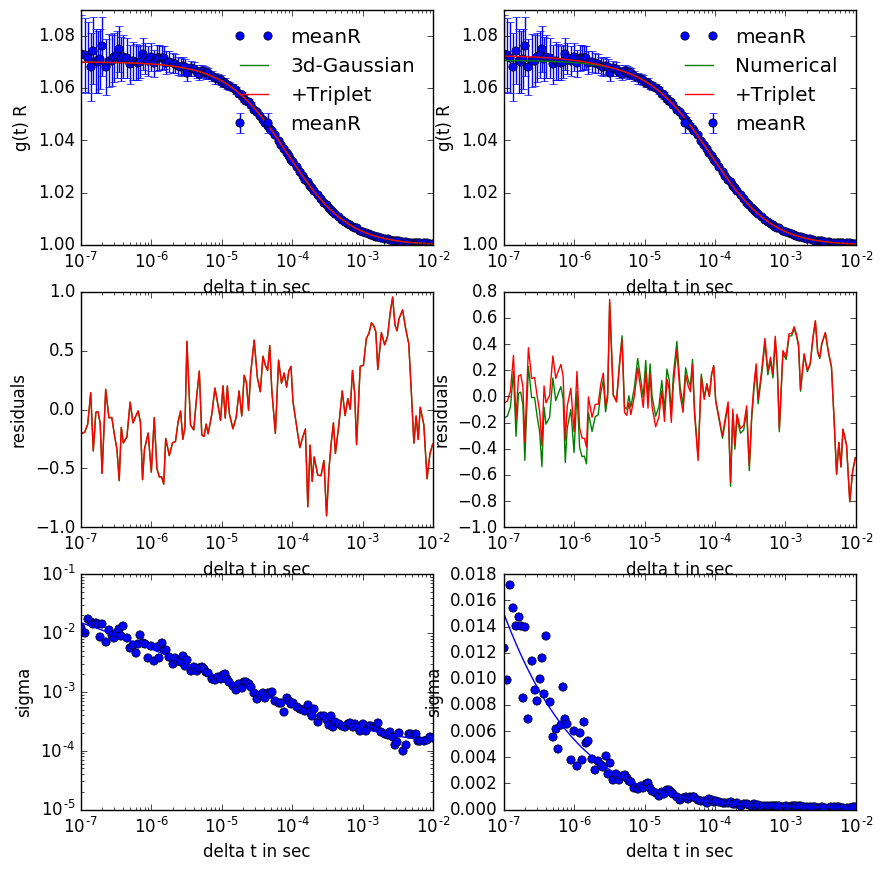 1.08
1.06
1.04
1.02
1.00
g(t) R
meanR
3d-Gaussian
+Triplet
meanR
10^-7 10^-6 10^-5 10^-4 10^-3 10^-2
delta t in sec
1.08
1.06
1.04
1.02
1.00
g(t) R
meanR
Numerical
+Triplet
meanR
10^-7 10^-6 10^-5 10^-4 10^-3 10^-2
delta t in sec
1.0
0.5
0.0
−0.5
−1.0
residuals
10^-7 10^-6 10^-5 10^-4 10^-3 10^-2
delta t in sec
0.8
0.6
0.4
0.2
0.0
−0.2
−0.4
−0.6
−0.8
−1.0
residuals
10^-7 10^-6 10^-5 10^-4 10^-3 10^-2
delta t in sec
10^-1
10^-2
10^-3
10^-4
10^-5
sigma
10^-7 10^-6 10^-5 10^-4 10^-3 10^-2
delta t in sec
0.018
0.016
0.014
0.012
0.010
0.008
0.006
0.004
0.002
0.000
sigma
10^-7 10^-6 10^-5 10^-4 10^-3 10^-2
delta t in sec